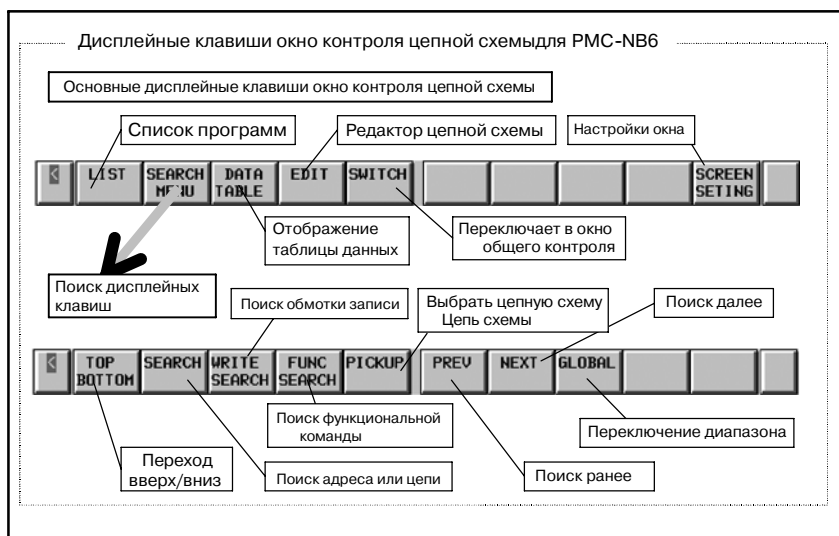 Дисплейные клавиши окно контроля цепной схемыдля PMC-NB6
Основные дисплейные клавиши окно контроля цепной схемы
Список программ
Редактор цепной схемы
Настройки окна
LIST
SEARCH
MENU
DATA
TABLE
EDIT
SWITCH
SCREEN
SETING
Отображение
таблицы данных
Переключает в окно
общего контроля
Поиск дисплейных
клавиш
Поиск обмотки записи
Выбрать цепную схему
Цепь схемы
Поиск далее
TOP
BOTTOM
SEARCH
WRITE
SEARCH
FUNC
SEARCH
PICKUP
PREV
NEXT
GLOBAL
Поиск функциональной
команды
Переключение диапазона
Переход
вверх/вниз
Поиск адреса или цепи
Поиск ранее